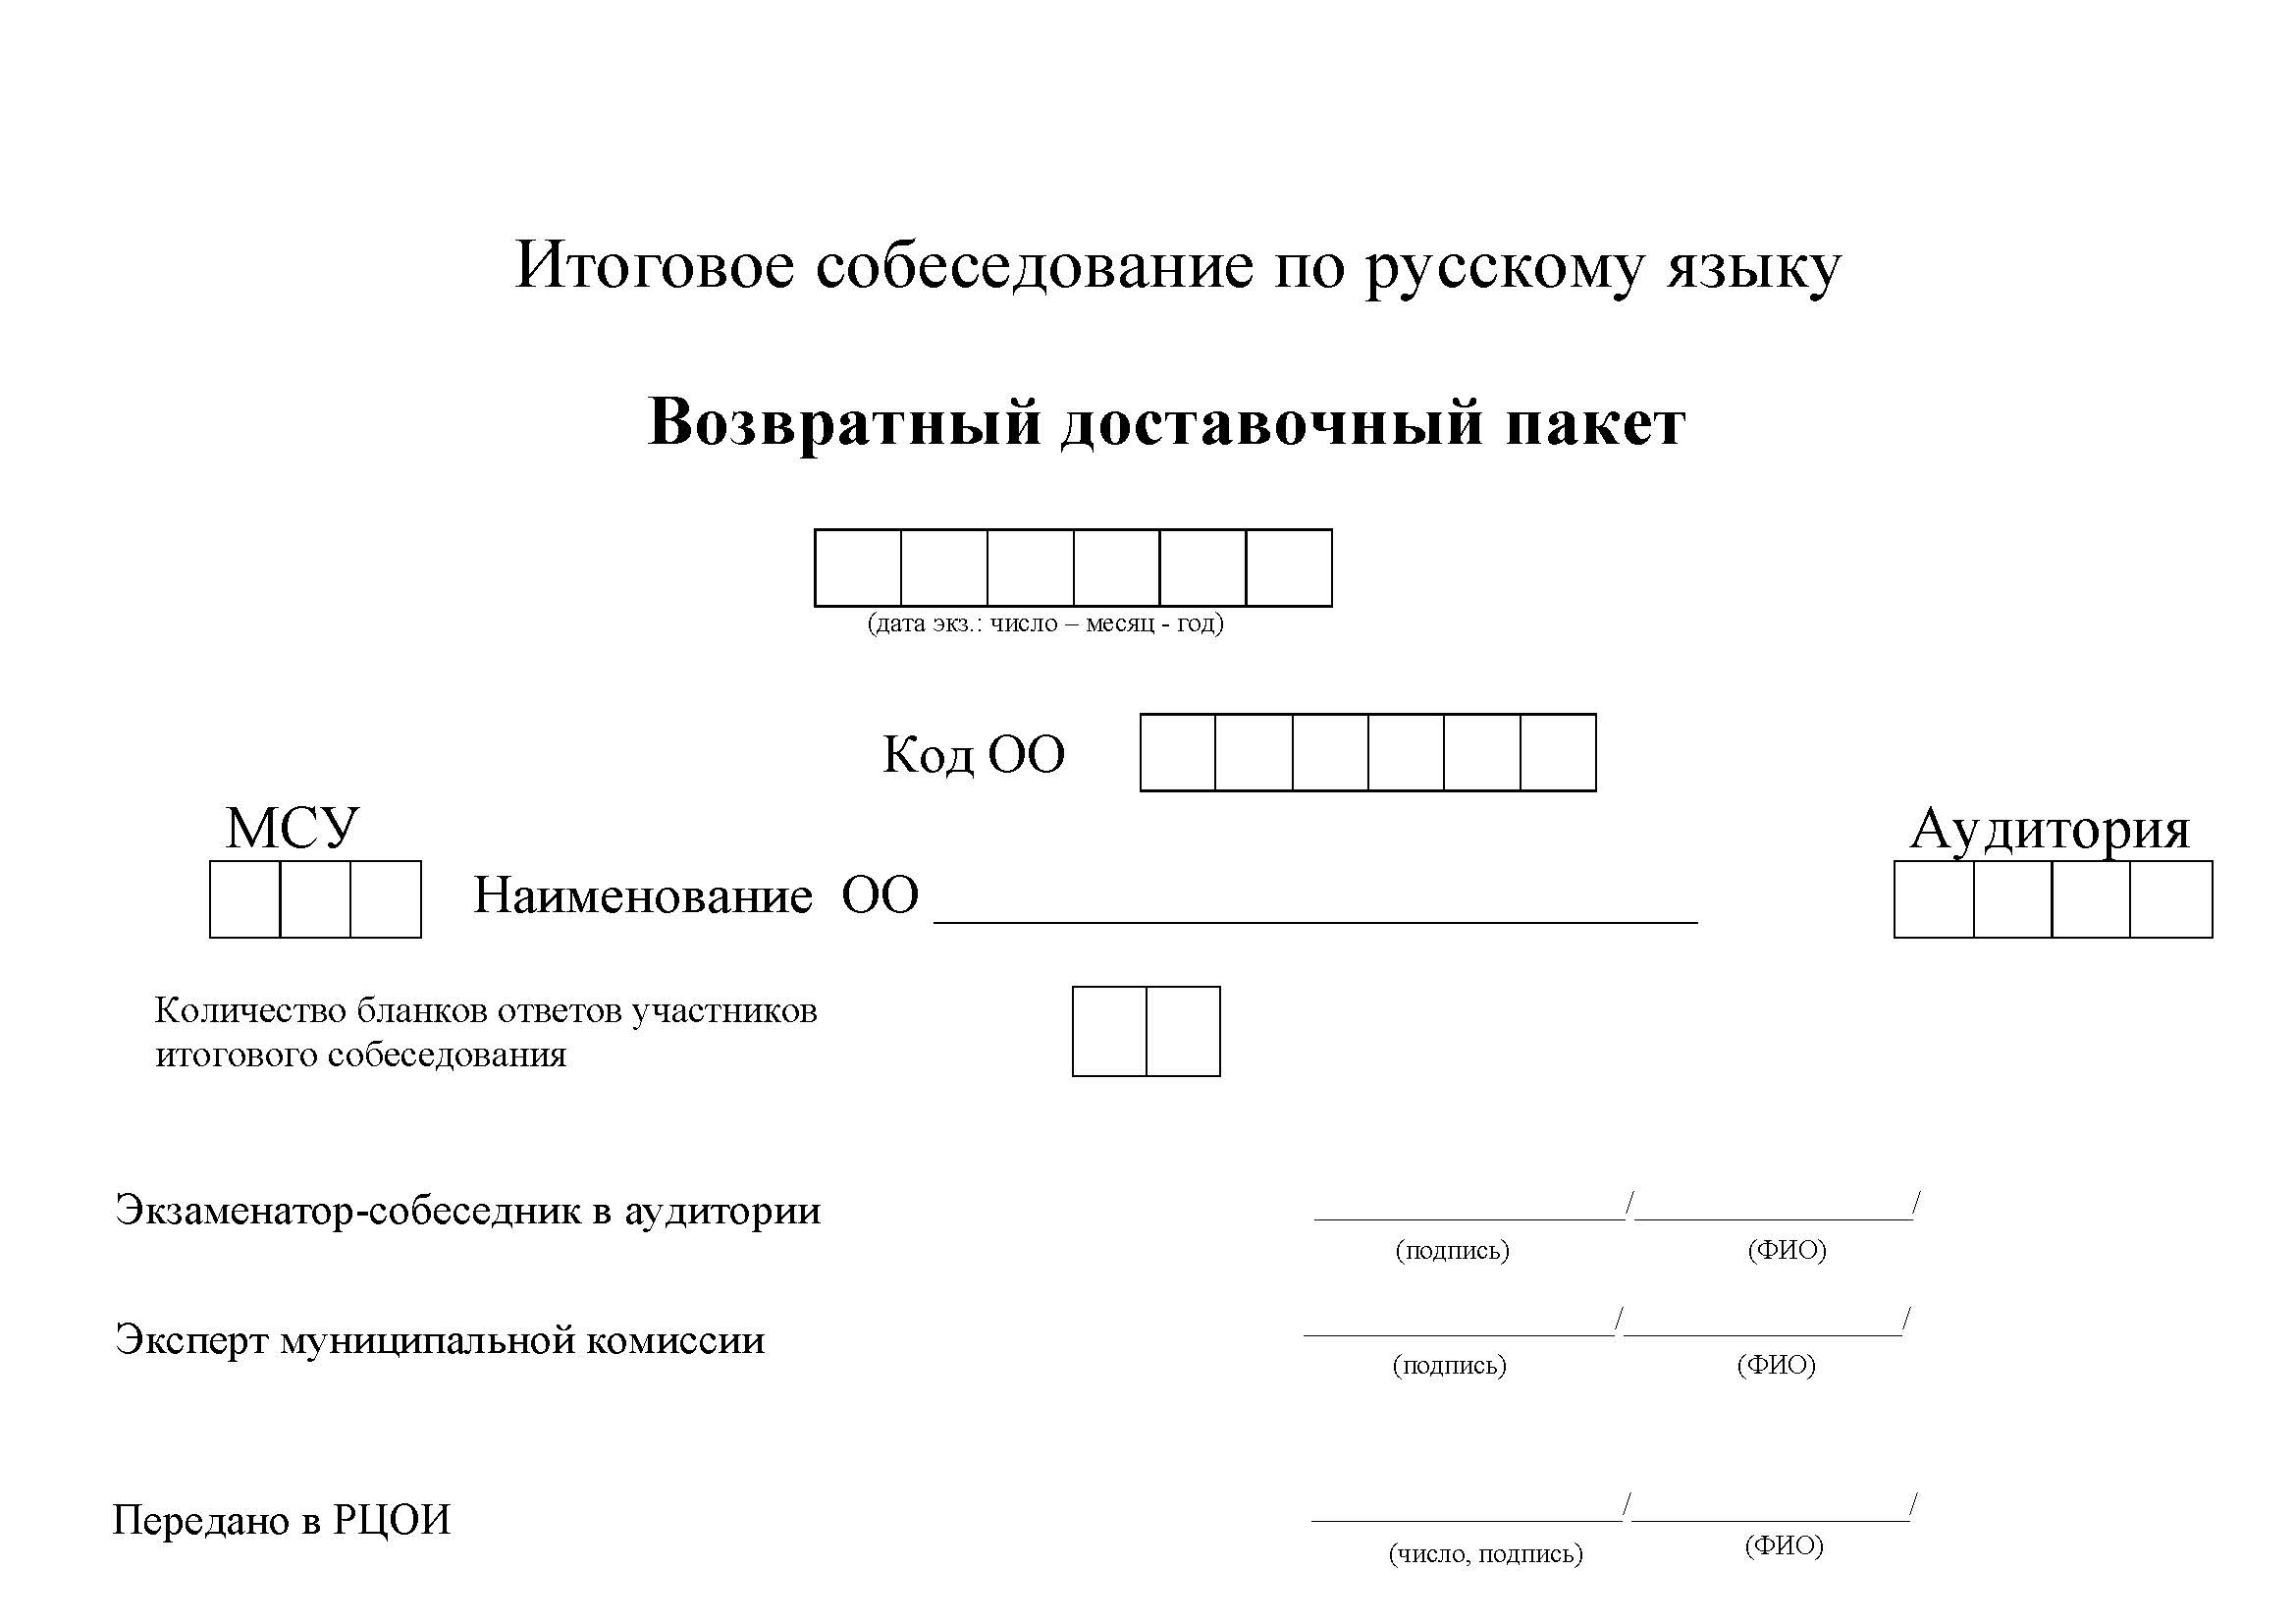 Итоговое собеседование по русскому языку
Возвратный доставочный пакет
(дата экз.: число – месяц - год)
Код ОО
МСУ
Аудитория
Наименование ОО
Количество бланков ответов участников
итогового собеседования
Экзаменатор-собеседник в аудитории
/ /
(подпись) (ФИО)
Эксперт муниципальной комиссии
/ /
(подпись) (ФИО)
Передано в РЦОИ
/ /
(число, подпись) (ФИО)